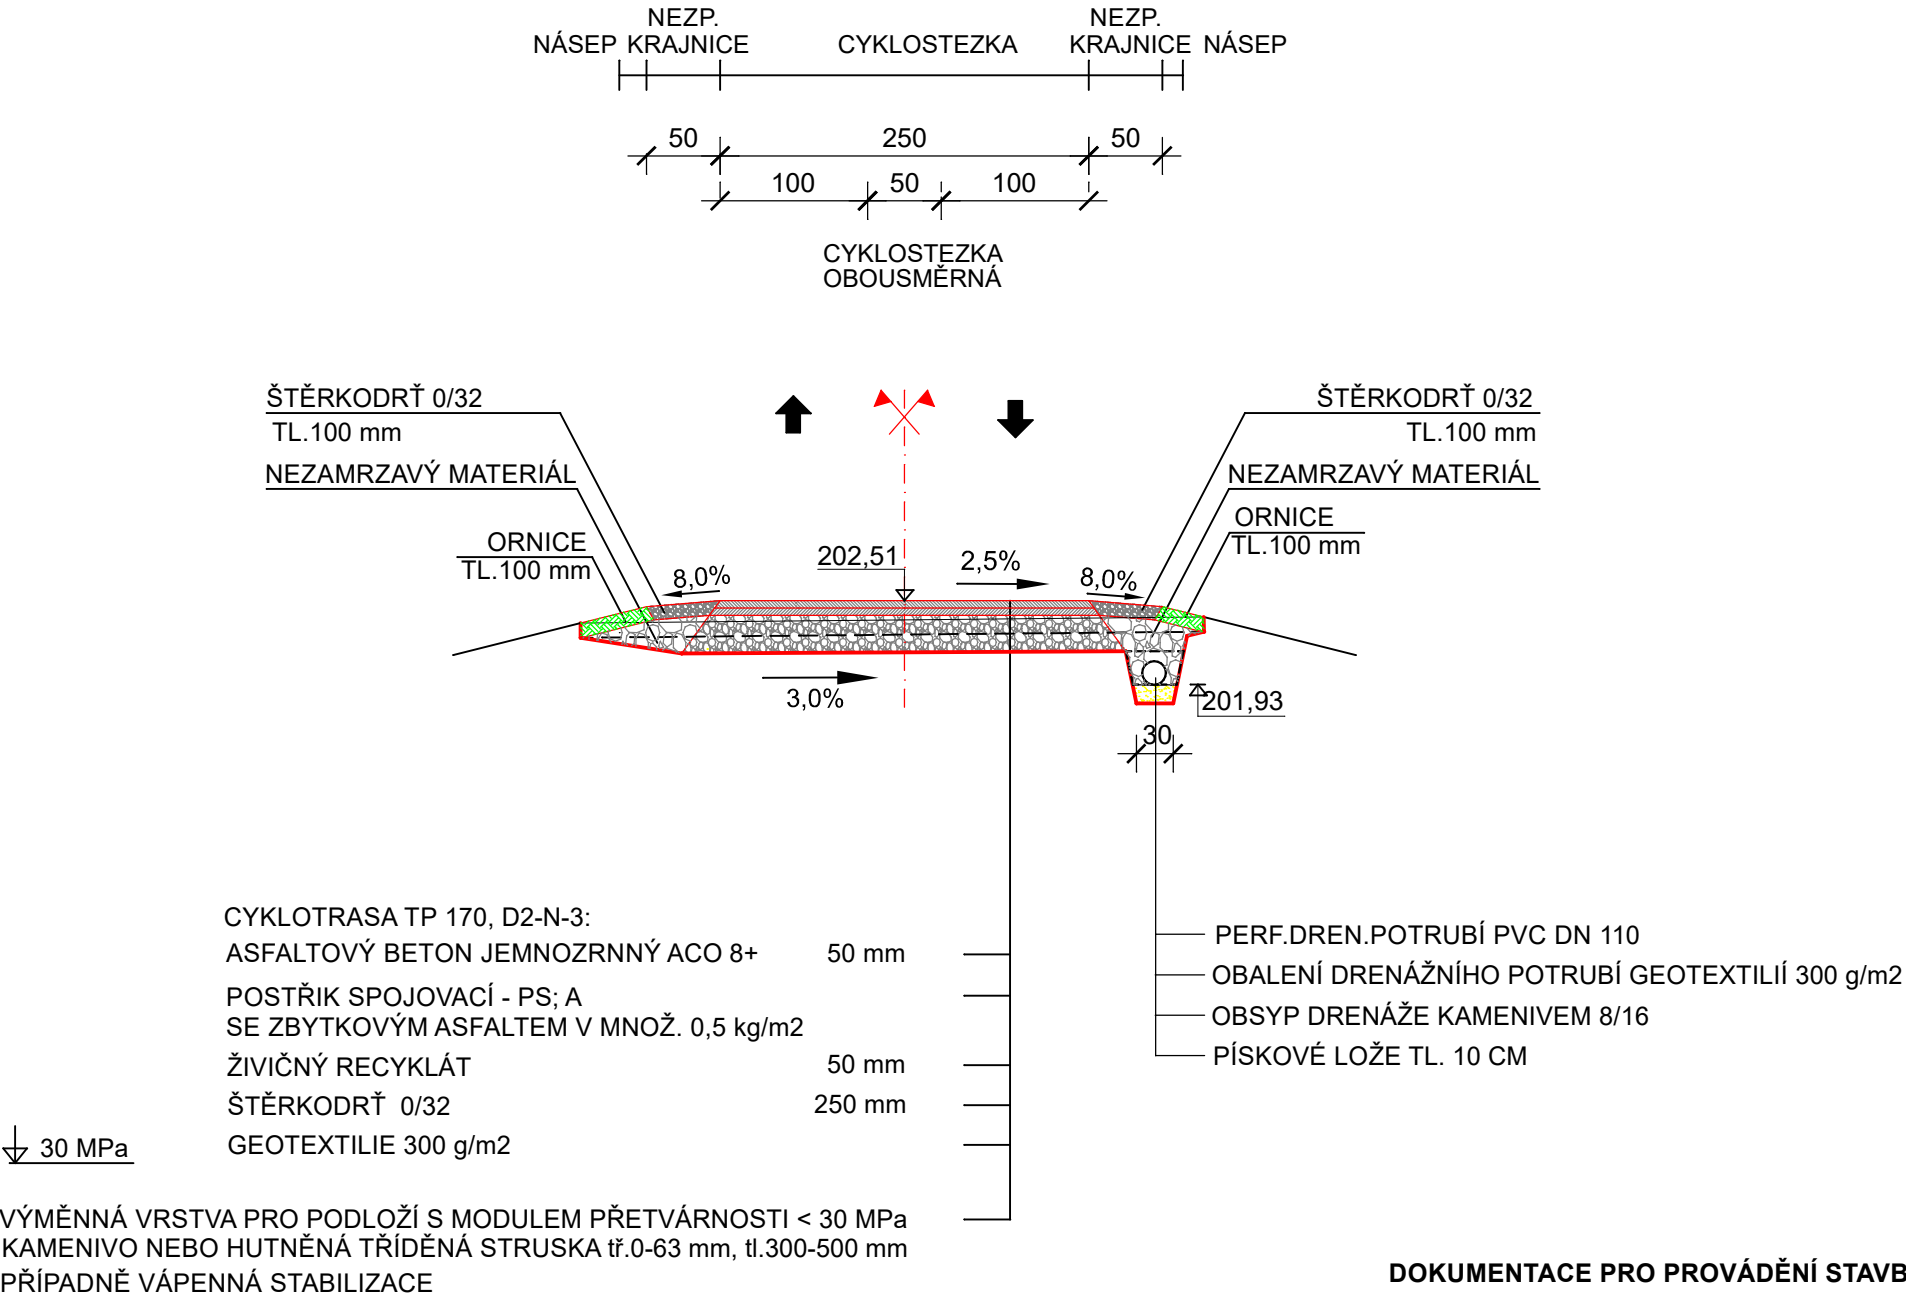 NEZP.
NEZP.
NÁSEP KRAJNICE CYKLOSTEZKA KRAJNICE NÁSEP
50 250 50
100 50 100
CYKLOSTEZKA
OBOUSMĚRNÁ
ŠTĚRKODRŤ 0/32
TL.100 mm
NEZAMRZAVÝ MATERIÁL
ORNICE
TL.100 mm
ŠTĚRKODRŤ 0/32
TL.100 mm
NEZAMRZAVÝ MATERIÁL
ORNICE
TL.100 mm
8,0% 202,51 2,5% 8,0%
3,0%
201,93
30
CYKLOTRASA TP 170, D2-N-3:
ASFALTOVÝ BETON JEMNOZRNNÝ ACO 8+ 50 mm
POSTŘIK SPOJOVACÍ - PS; A
SE ZBYTKOVÝM ASFALTEM V MNOŽ. 0,5 kg/m2
ŽIVIČNÝ RECYKLÁT 50 mm
ŠTĚRKODRŤ 0/32 250 mm
GEOTEXTILIE 300 g/m2
30 MPa
VÝMĚNNÁ VRSTVA PRO PODLOŽÍ S MODULEM PŘETVÁRNOSTI < 30 MPa
KAMENIVO NEBO HUTNĚNÁ TŘÍDĚNÁ STRUSKA tř.0-63 mm, tl.300-500 mm
PŘÍPADNĚ VÁPENNÁ STABILIZACE
PERF.DREN.POTRUBÍ PVC DN 110
OBALENÍ DRENÁŽNÍHO POTRUBÍ GEOTEXTILIÍ 300 g/m2
OBSYP DRENÁŽE KAMENIVEM 8/16
PÍSKOVÉ LOŽE TL. 10 CM
DOKUMENTACE PRO PROVÁDĚNÍ STAVB